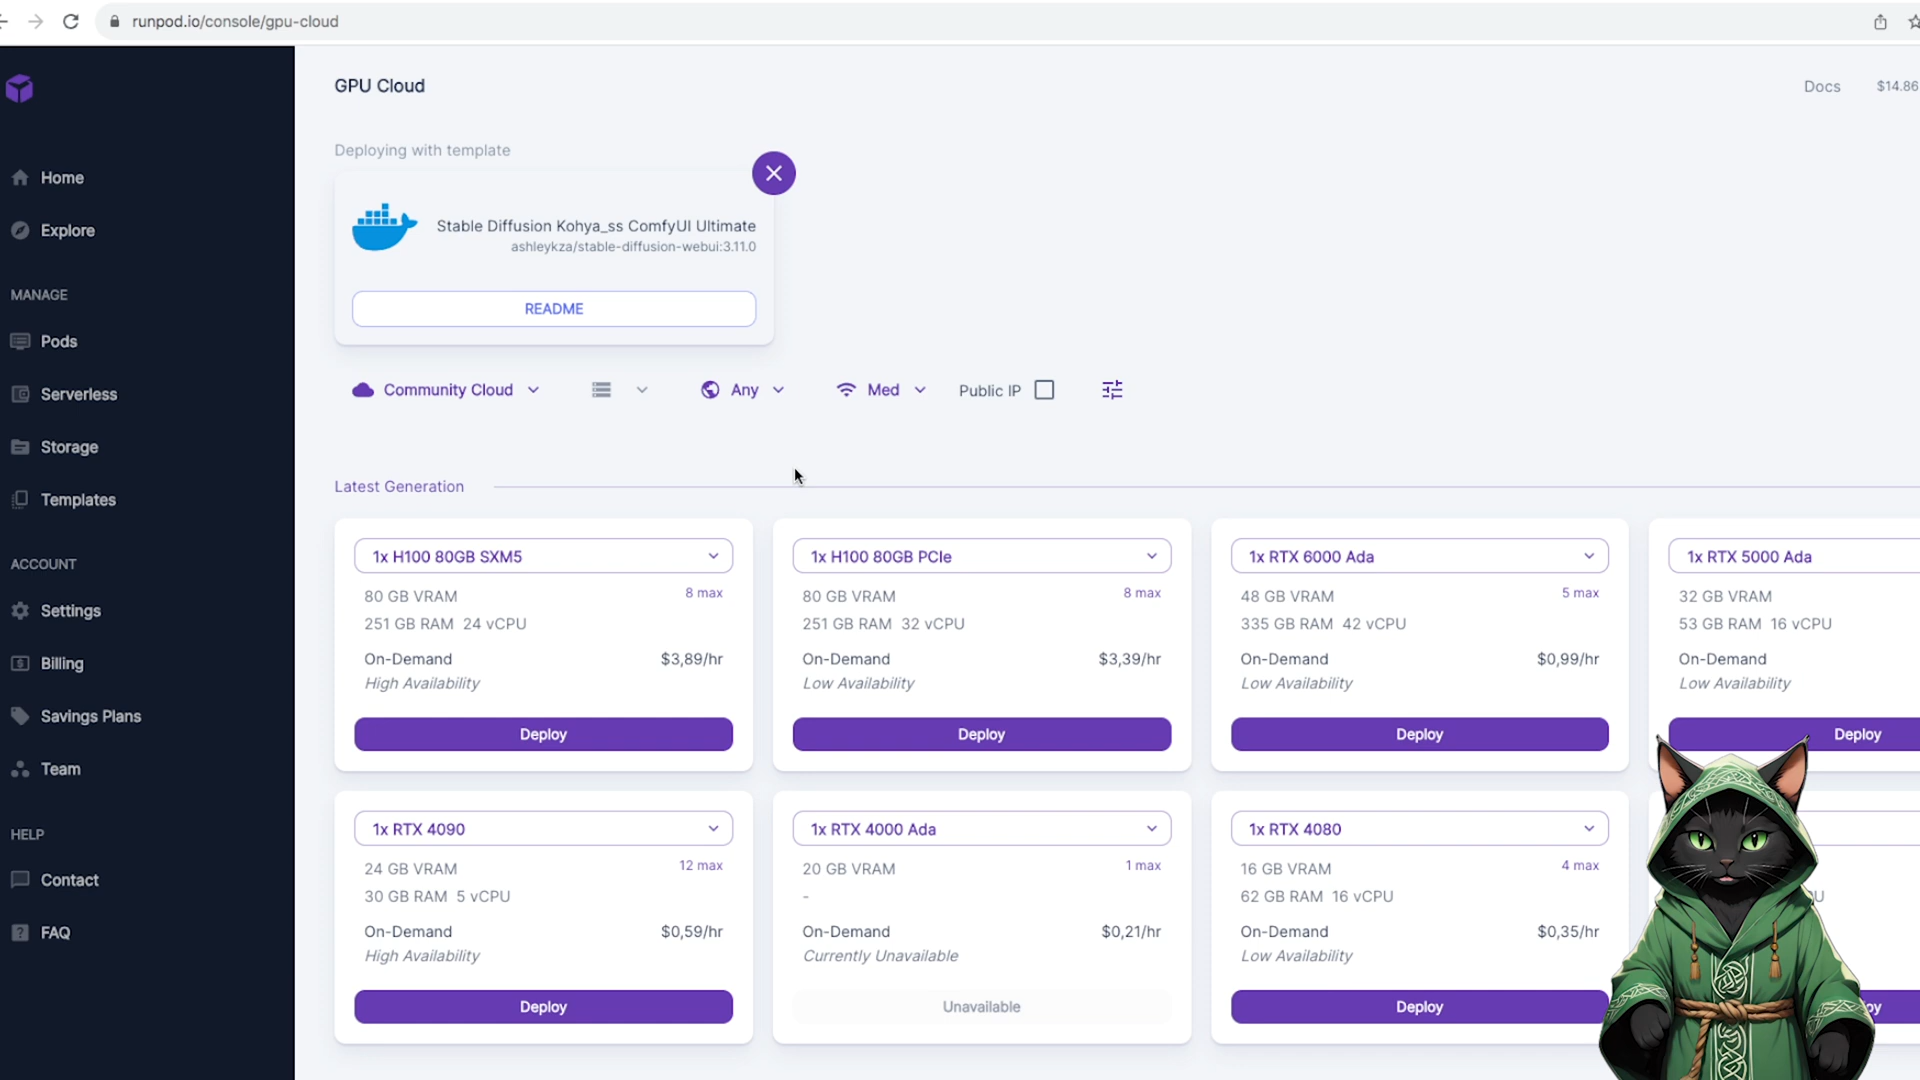 runpod.io/console/gpu-cloud
GPU Cloud
Docs
$14.86
Home
Explore
MANAGE
Pods
Serverless
Storage
Templates
ACCOUNT
Settings
Billing
Savings Plans
Team
HELP
Contact
FAQ
Deploying with template
Stable Diffusion Kohya_ss ComfyUI Ultimate
ashleykza/stable-diffusion-webui:3.11.0
README
Community Cloud
Any
Med
Public IP
Latest Generation
1x H100 80GB SXM5
80 GB VRAM 8 max
251 GB RAM 24 vCPU
On-Demand $3,89/hr
High Availability
Deploy
1x H100 80GB PCIe
80 GB VRAM 8 max
251 GB RAM 32 vCPU
On-Demand $3,39/hr
Low Availability
Deploy
1x RTX 6000 Ada
48 GB VRAM 5 max
335 GB RAM 42 vCPU
On-Demand $0,99/hr
Low Availability
Deploy
1x RTX 5000 Ada
32 GB VRAM
53 GB RAM 16 vCPU
On-Demand
Low Availability
Deploy
1x RTX 4090
24 GB VRAM 12 max
30 GB RAM 5 vCPU
On-Demand $0,59/hr
High Availability
Deploy
1x RTX 4000 Ada
20 GB VRAM 1 max
-
On-Demand $0,21/hr
Currently Unavailable
Unavailable
1x RTX 4080
16 GB VRAM 4 max
62 GB RAM 16 vCPU
On-Demand $0,35/hr
Low Availability
Deploy